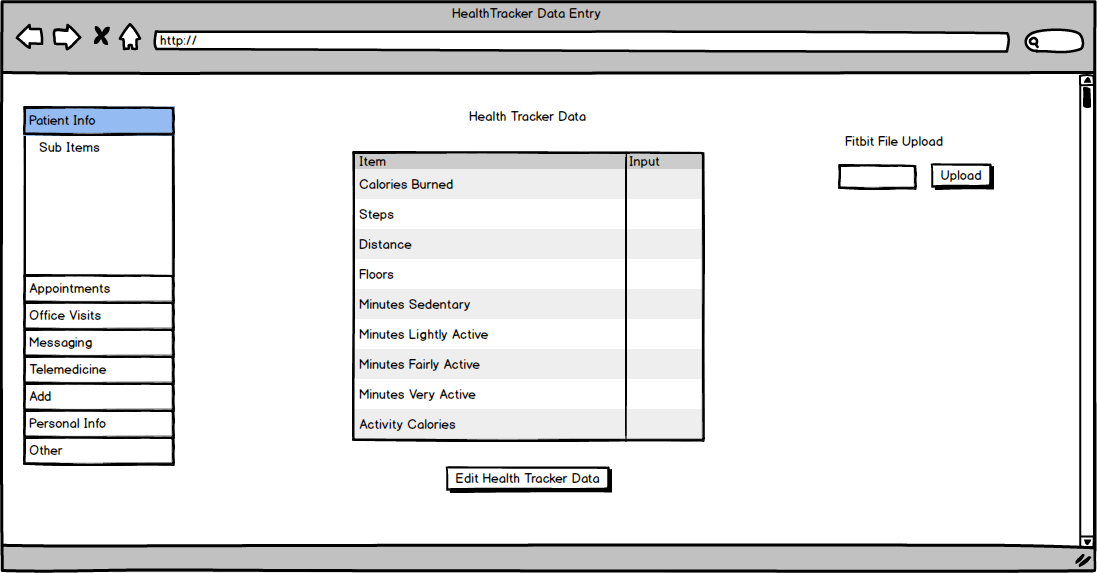 HealthTracker Data Entry
http://
Patient Info
Sub Items
Appointments
Office Visits
Messaging
Telemedicine
Add
Personal Info
Other
Health Tracker Data
Item Input
Calories Burned
Steps
Distance
Floors
Minutes Sedentary
Minutes Lightly Active
Minutes Fairly Active
Minutes Very Active
Activity Calories
Edit Health Tracker Data
Fitbit File Upload
Upload